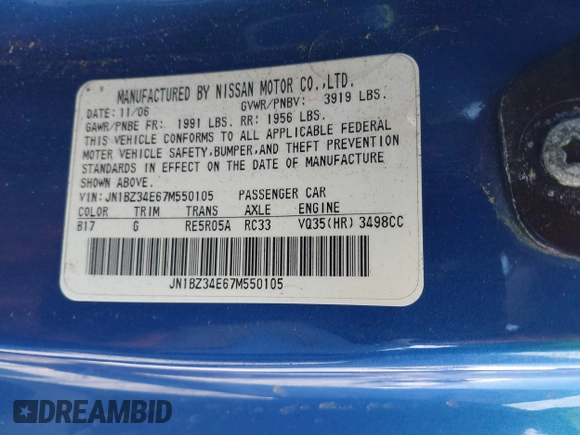 MANUFACTURED BY NISSAN MOTOR CO.,LTD.
DATE: 11/06 GVWR/PNBV: 3919 LBS.
GAWR/PNBE FR: 1991 LBS. RR: 1956 LBS.
THIS VEHICLE CONFORMS TO ALL APPLICABLE FEDERAL
MOTER VEHICLE SAFETY,BUMPER,AND THEFT PREVENTION
STANDARDS IN EFFECT ON THE DATE OF MANUFACTURE
SHOWN ABOVE.
VIN:JN1BZ34E67M550105 PASSENGER CAR
COLOR TRIM TRANS AXLE ENGINE
B17 G RE5R05A RC33 VQ35(HR) 3498CC
JN1BZ34E67M550105
DREAMBID